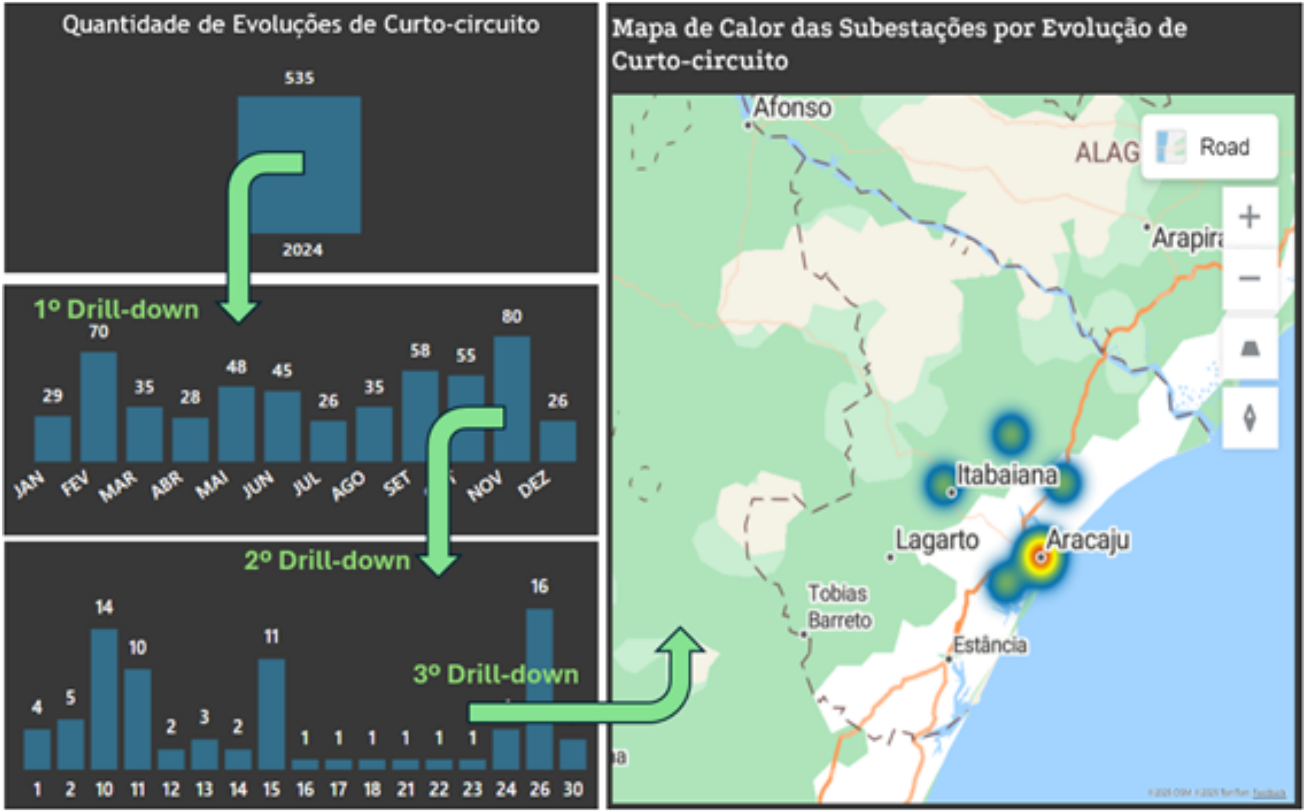 Quantidade de Evoluções de Curto-circuito
535
2024
1º Drill-down
29 70 35 28 48 45 26 35 58 55 80 26
JAN FEV MAR ABR MAI JUN JUL AGO SET NOV DEZ
2º Drill-down
4 5 14 10 2 3 2 11 1 1 1 1 1 1 16
3º Drill-down
1 2 10 11 12 13 14 15 16 17 18 21 22 23 24 26 30
Mapa de Calor das Subestações por Evolução de
Curto-circuito
Afonso
ALAG
Road
Arapira
Itabaiana
Lagarto
Aracaju
Tobias
Barreto
Estância